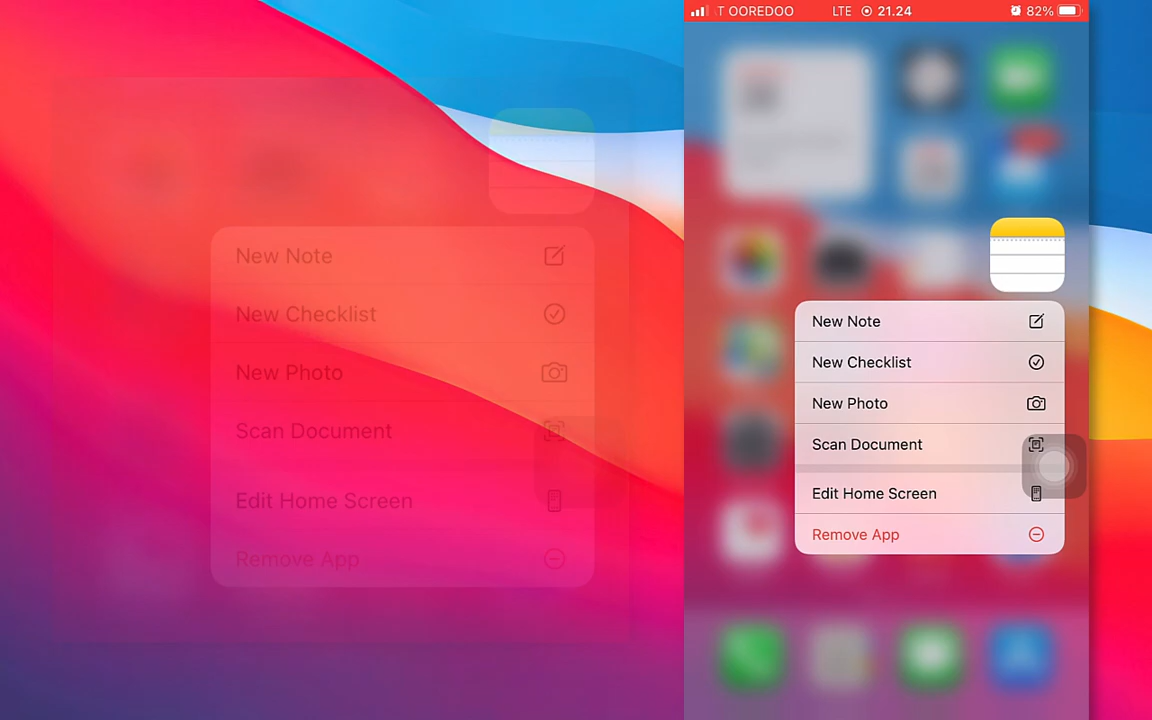 T OOREDOO LTE 21.24 82%
New Note
New Checklist
New Photo
Scan Document
Edit Home Screen
Remove App
New Note
New Checklist
New Photo
Scan Document
Edit Home Screen
Remove App